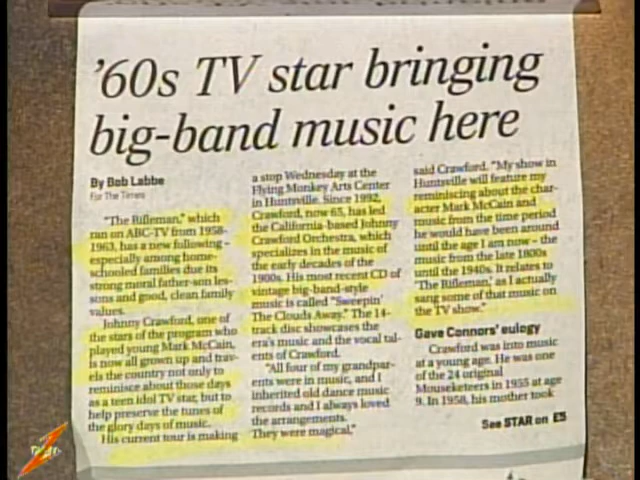 '60s TV star bringing
big-band music here
By Bob Labbe
For The Times
"The Rifleman," which
ran on ABC-TV from 1958-
1963, has a new following –
especially among home-
schooled families due its
strong moral father-son les-
sons and good, clean family
values.
Johnny Crawford, one of
the stars of the program who
played young Mark McCain,
is now all grown up and trav-
els the country not only to
reminisce about those days
as a teen idol TV star, but to
help preserve the tunes of
the glory days of music.
His current tour is making
a stop Wednesday at the
Flying Monkey Arts Center
in Huntsville. Since 1992,
Crawford, now 65, has led
the California-based Johnny
Crawford Orchestra, which
specializes in the music of
the early decades of the
1900s. His most recent CD of
vintage big-band-style
music is called "Sweepin'
The Clouds Away." The 14-
track disc showcases the
era's music and the vocal tal-
ents of Crawford.
"All four of my grandpar-
ents were in music, and I
inherited old dance music
records and I always loved
the arrangements.
They were magical,"
said Crawford. "My show in
Huntsville will feature my
reminiscing about the char-
acter Mark McCain and
music from the time period
he would have been around
until the age I am now – the
music from the late 1800s
until the 1940s. It relates to
'The Rifleman,' as I actually
sang some of that music on
the TV show."
Gave Connors' eulogy
Crawford was into music
at a young age. He was one
of the 24 original
Mouseketeers in 1955 at age
9. In 1958, his mother took
See STAR on E5